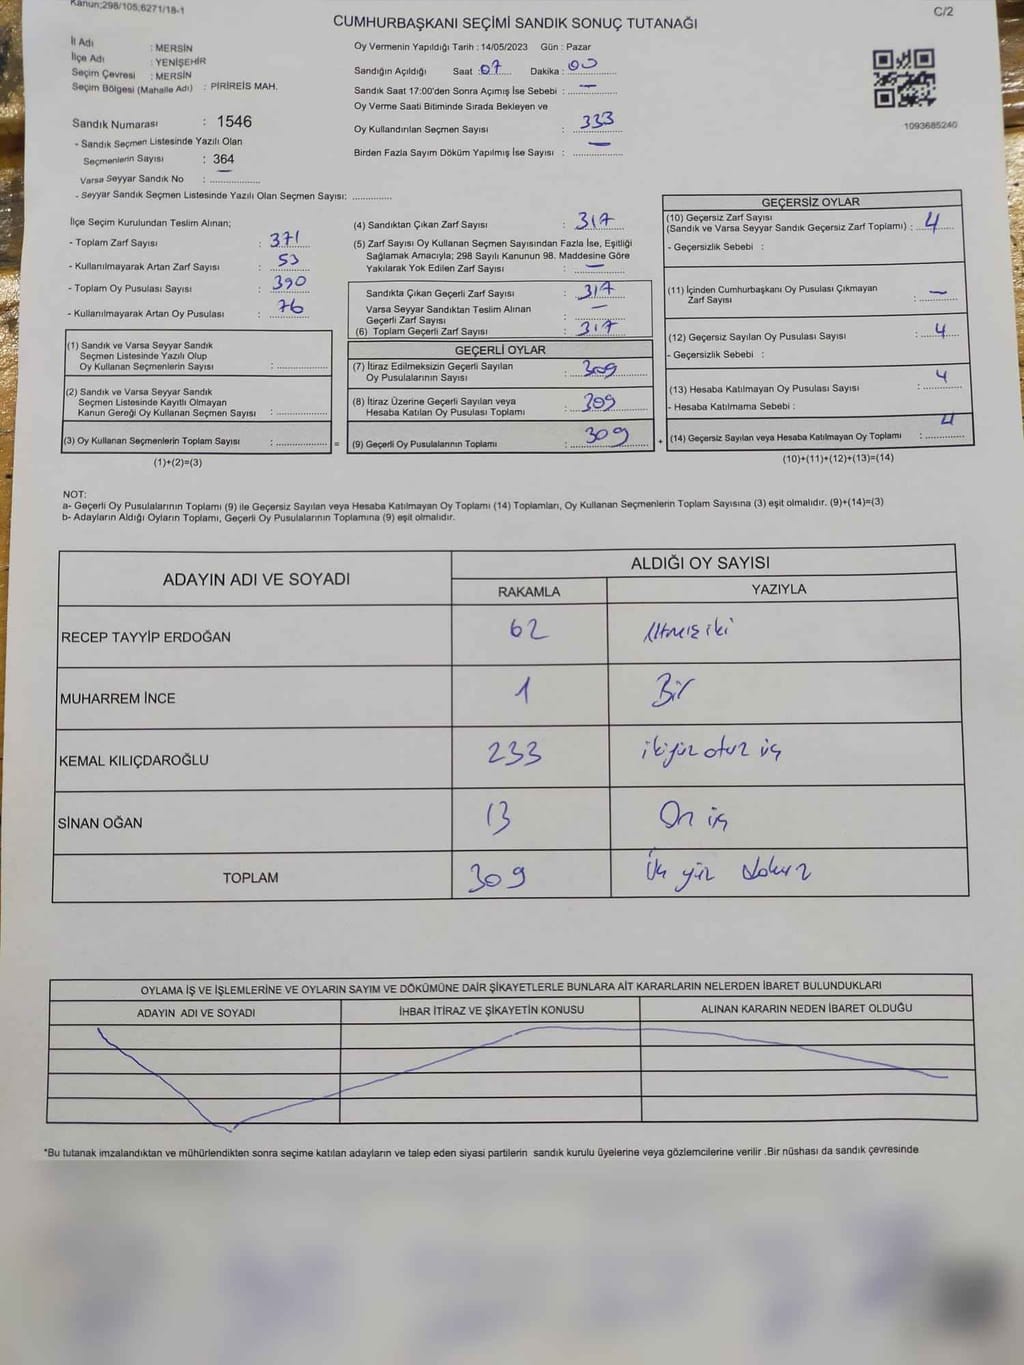 Kanun;298/105;6271/18-1
C/2
CUMHURBAŞKANI SEÇİMİ SANDIK SONUÇ TUTANAĞI
İl Adı : MERSİN
İlçe Adı : YENİŞEHİR
Seçim Çevresi : MERSİN
Seçim Bölgesi (Mahalle Adı) : PİRİREİS MAH.
Sandık Numarası : 1546
- Sandık Seçmen Listesinde Yazılı Olan
Seçmenlerin Sayısı : 364
Varsa Seyyar Sandık No : —
- Seyyar Sandık Seçmen Listesinde Yazılı Olan Seçmen Sayısı: ..............
Oy Vermenin Yapıldığı Tarih : 14/05/2023 Gün : Pazar
Sandığın Açıldığı Saat : 07 Dakika : 00
Sandık Saat 17:00'den Sonra Açımış İse Sebebi : —
Oy Verme Saati Bitiminde Sırada Bekleyen ve
Oy Kullandırılan Seçmen Sayısı : 333
Birden Fazla Sayım Döküm Yapılmış İse Sayısı : —
1093685240
İlçe Seçim Kurulundan Teslim Alınan;
- Toplam Zarf Sayısı : 371
- Kullanılmayarak Artan Zarf Sayısı : 53
- Toplam Oy Pusulası Sayısı : 390
- Kullanılmayarak Artan Oy Pusulası : 76
(1) Sandık ve Varsa Seyyar Sandık
Seçmen Listesinde Yazılı Olup
Oy Kullanan Seçmenlerin Sayısı : ..............
(2) Sandık ve Varsa Seyyar Sandık
Seçmen Listesinde Kayıtlı Olmayan
Kanun Gereği Oy Kullanan Seçmen Sayısı : ..............
(3) Oy Kullanan Seçmenlerin Toplam Sayısı : .............. =
(1)+(2)=(3)
(4) Sandıktan Çıkan Zarf Sayısı : 317
(5) Zarf Sayısı Oy Kullanan Seçmen Sayısından Fazla İse, Eşitliği
Sağlamak Amacıyla; 298 Sayılı Kanunun 98. Maddesine Göre
Yakılarak Yok Edilen Zarf Sayısı : —
Sandıkta Çıkan Geçerli Zarf Sayısı : 317
Varsa Seyyar Sandıktan Teslim Alınan
Geçerli Zarf Sayısı : —
(6) Toplam Geçerli Zarf Sayısı : 317
GEÇERLİ OYLAR
(7) İtiraz Edilmeksizin Geçerli Sayılan
Oy Pusulalarının Sayısı : 309
(8) İtiraz Üzerine Geçerli Sayılan veya
Hesaba Katılan Oy Pusulası Toplamı : 309
(9) Geçerli Oy Pusulalarının Toplamı : 309 +
GEÇERSİZ OYLAR
(10) Geçersiz Zarf Sayısı
(Sandık ve Varsa Seyyar Sandık Geçersiz Zarf Toplamı) : 4
- Geçersizlik Sebebi :
(11) İçinden Cumhurbaşkanı Oy Pusulası Çıkmayan
Zarf Sayısı : —
(12) Geçersiz Sayılan Oy Pusulası Sayısı : 4
- Geçersizlik Sebebi :
(13) Hesaba Katılmayan Oy Pusulası Sayısı : 4
- Hesaba Katılmama Sebebi :
(14) Geçersiz Sayılan veya Hesaba Katılmayan Oy Toplamı : 4
(10)+(11)+(12)+(13)=(14)
NOT:
a- Geçerli Oy Pusulalarının Toplamı (9) ile Geçersiz Sayılan veya Hesaba Katılmayan Oy Toplamı (14) Toplamları, Oy Kullanan Seçmenlerin Toplam Sayısına (3) eşit olmalıdır. (9)+(14)=(3)
b- Adayların Aldığı Oyların Toplamı, Geçerli Oy Pusulalarının Toplamına (9) eşit olmalıdır.
ADAYIN ADI VE SOYADI
ALDIĞI OY SAYISI
RAKAMLA YAZIYLA
RECEP TAYYİP ERDOĞAN 62 Altmış iki
MUHARREM İNCE 1 Bir
KEMAL KILIÇDAROĞLU 233 ikiyüz otuz üç
SİNAN OĞAN 13 On üç
TOPLAM 309 Üç yüz dokuz
OYLAMA İŞ VE İŞLEMLERİNE VE OYLARIN SAYIM VE DÖKÜMÜNE DAİR ŞİKAYETLERLE BUNLARA AİT KARARLARIN NELERDEN İBARET BULUNDUKLARI
ADAYIN ADI VE SOYADI İHBAR İTİRAZ VE ŞİKAYETİN KONUSU ALINAN KARARIN NEDEN İBARET OLDUĞU
*Bu tutanak imzalandıktan ve mühürlendikten sonra seçime katılan adayların ve talep eden siyasi partilerin sandık kurulu üyelerine veya gözlemcilerine verilir .Bir nüshası da sandık çevresinde